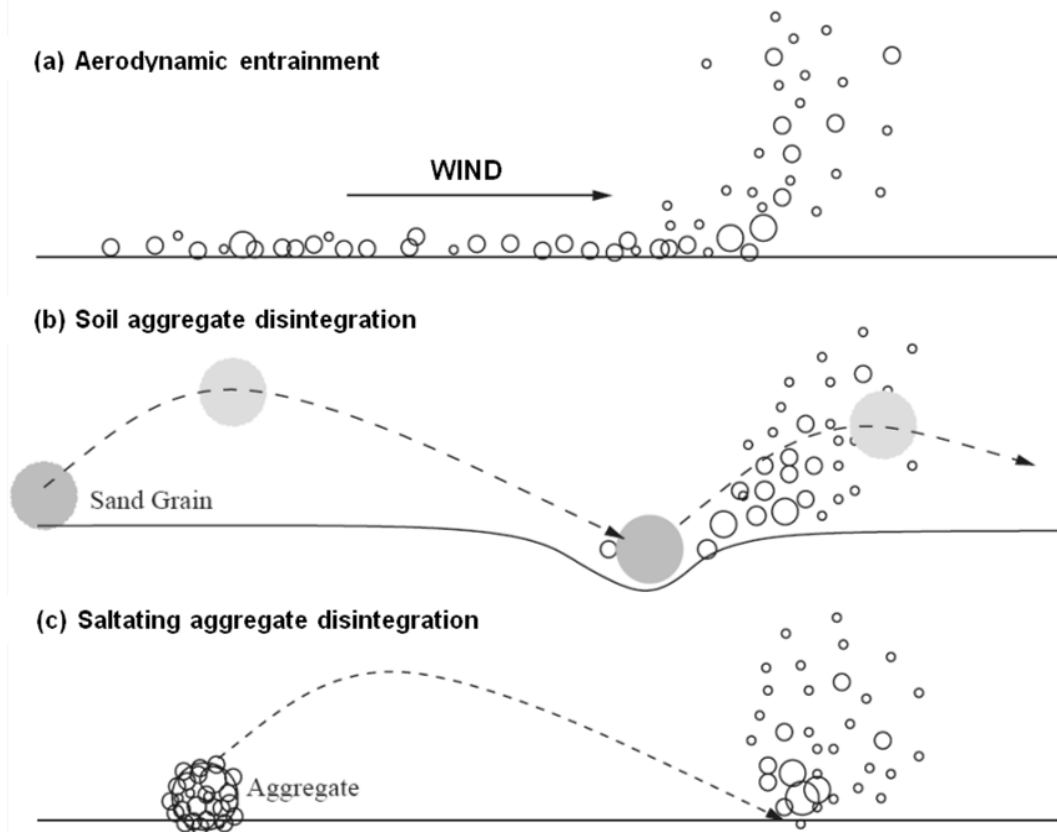 (a) Aerodynamic entrainment
WIND
(b) Soil aggregate disintegration
Sand Grain
(c) Saltating aggregate disintegration
Aggregate